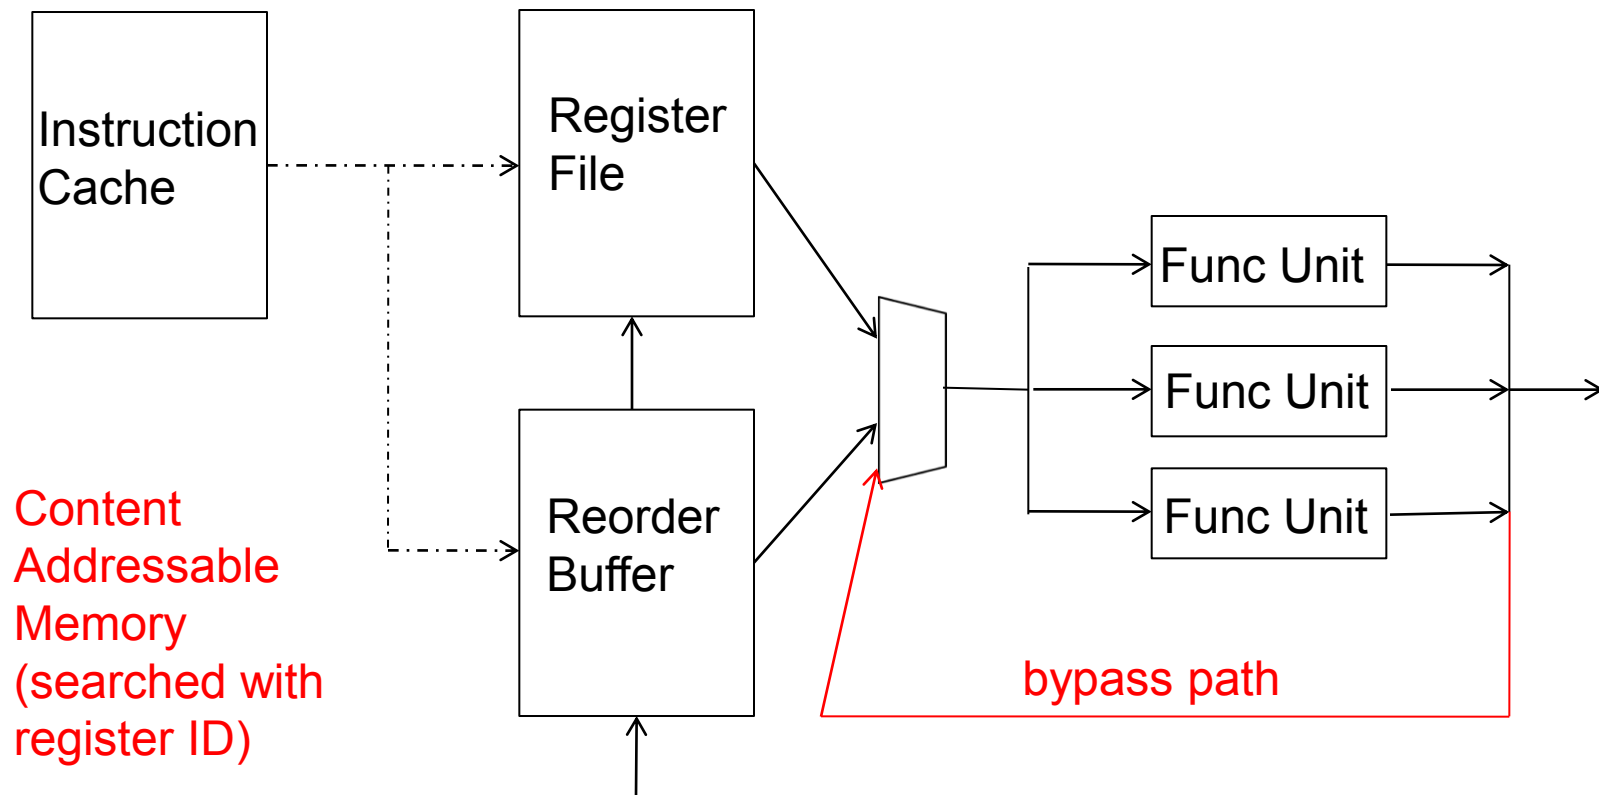 Instruction
Cache
Register
File
Func Unit
Func Unit
Func Unit
Reorder
Buffer
Content
Addressable
Memory
(searched with
register ID)
bypass path